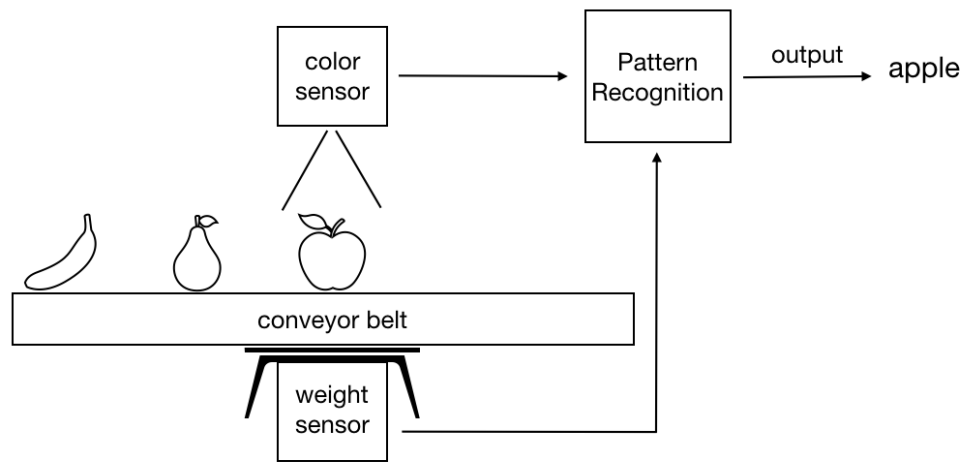 color
sensor
Pattern
Recognition
output
apple
conveyor belt
weight
sensor